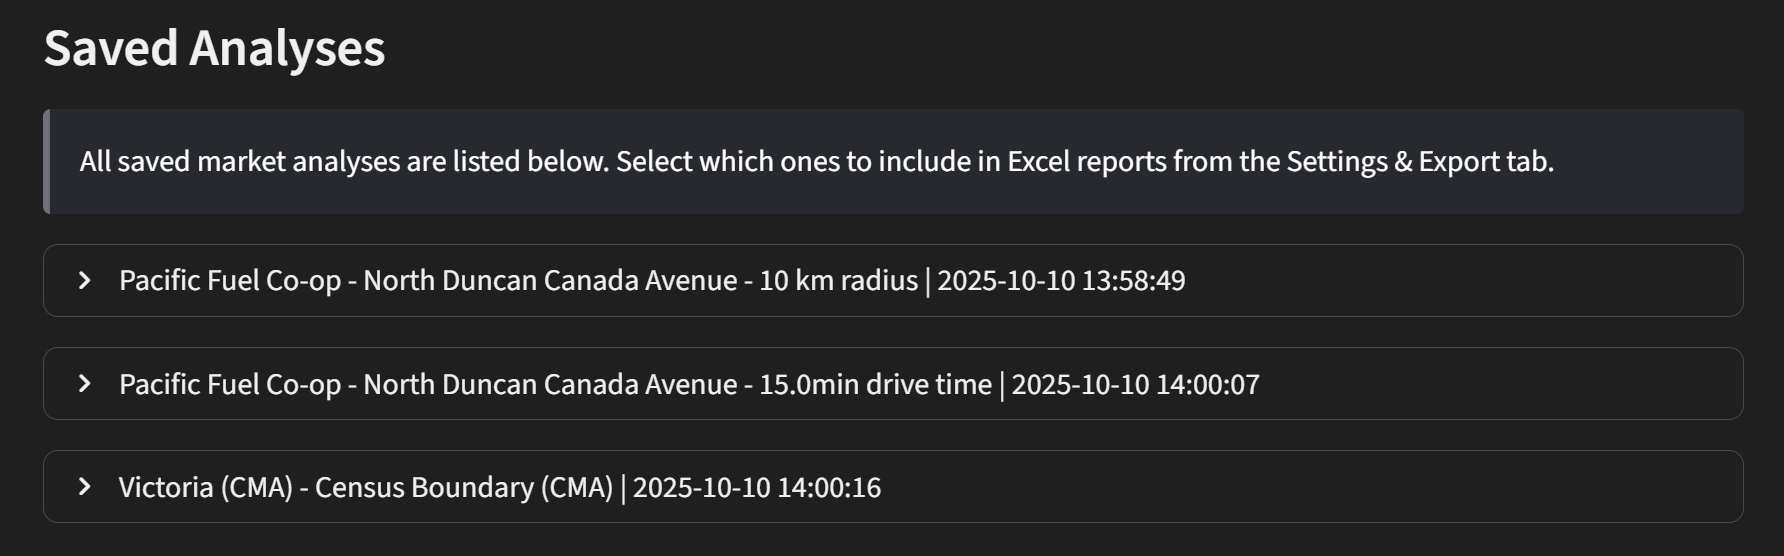 Saved Analyses
All saved market analyses are listed below. Select which ones to include in Excel reports from the Settings & Export tab.
Pacific Fuel Co-op - North Duncan Canada Avenue - 10 km radius | 2025-10-10 13:58:49
Pacific Fuel Co-op - North Duncan Canada Avenue - 15.0min drive time | 2025-10-10 14:00:07
Victoria (CMA) - Census Boundary (CMA) | 2025-10-10 14:00:16